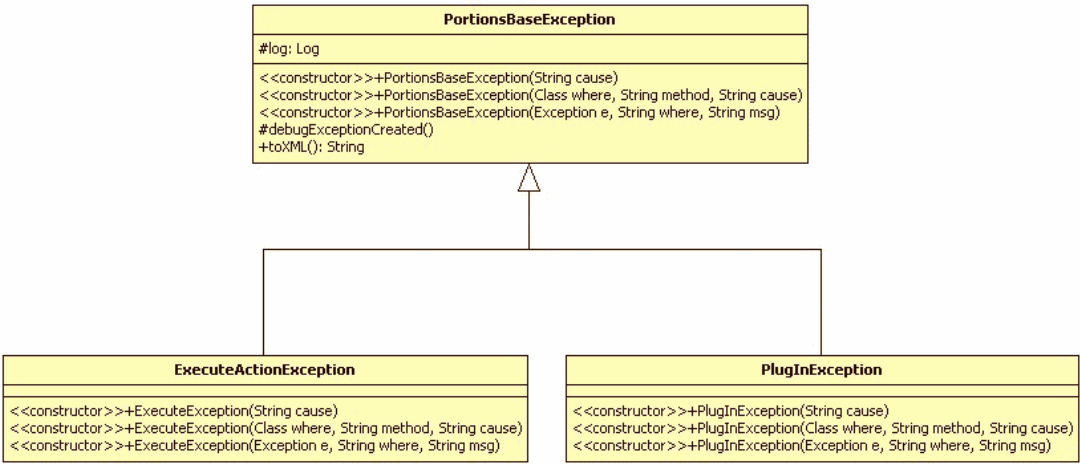 PortionsBaseException
#log: Log
<<constructor>>+PortionsBaseException(String cause)
<<constructor>>+PortionsBaseException(Class where, String method, String cause)
<<constructor>>+PortionsBaseException(Exception e, String where, String msg)
#debugExceptionCreated()
+toXML(): String
ExecuteActionException
<<constructor>>+ExecuteException(String cause)
<<constructor>>+ExecuteException(Class where, String method, String cause)
<<constructor>>+ExecuteException(Exception e, String where, String msg)
PlugInException
<<constructor>>+PlugInException(String cause)
<<constructor>>+PlugInException(Class where, String method, String cause)
<<constructor>>+PlugInException(Exception e, String where, String msg)